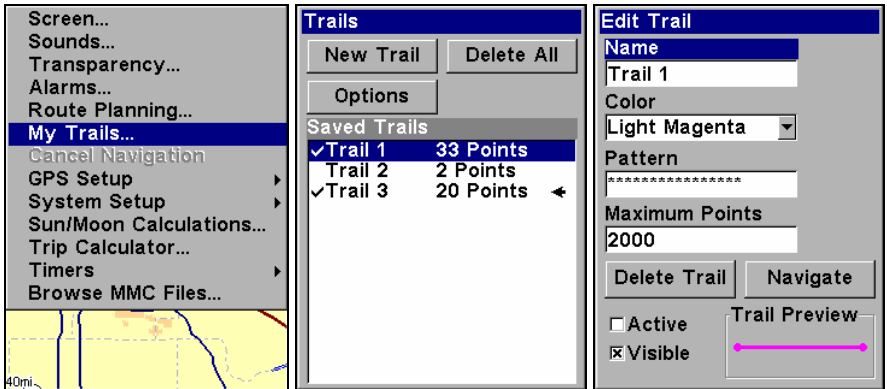 Screen...
Sounds...
Transparency...
Alarms...
Route Planning...
My Trails...
Cancel Navigation
GPS Setup
System Setup
Sun/Moon Calculations...
Trip Calculator...
Timers
Browse MMC Files...
40mi
Trails
New Trail Delete All
Options
Saved Trails
Trail 1 33 Points
Trail 2 2 Points
Trail 3 20 Points
Edit Trail
Name
Trail 1
Color
Light Magenta
Pattern
****************
Maximum Points
2000
Delete Trail Navigate
Active
Visible
Trail Preview